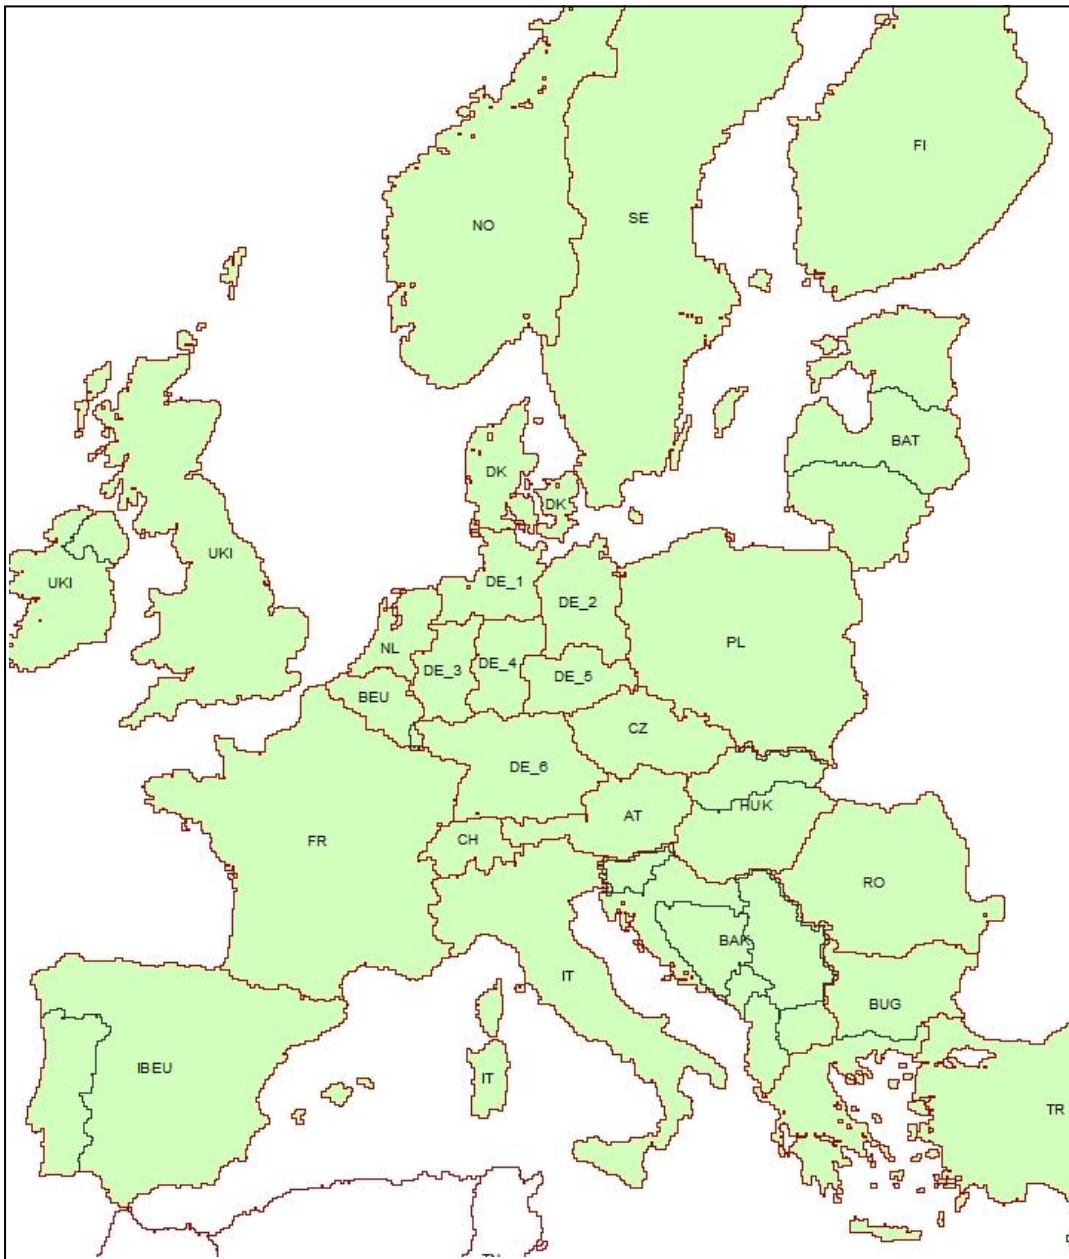 FI
NO
SE
BAT
DK
DK
UKI
UKI
DE_1
DE_2
PL
NL
DE_3
DE_4
DE_5
BEU
CZ
DE_6
HUK
AT
FR
CH
RO
BAK
IT
BUG
IBEU
IT
TR